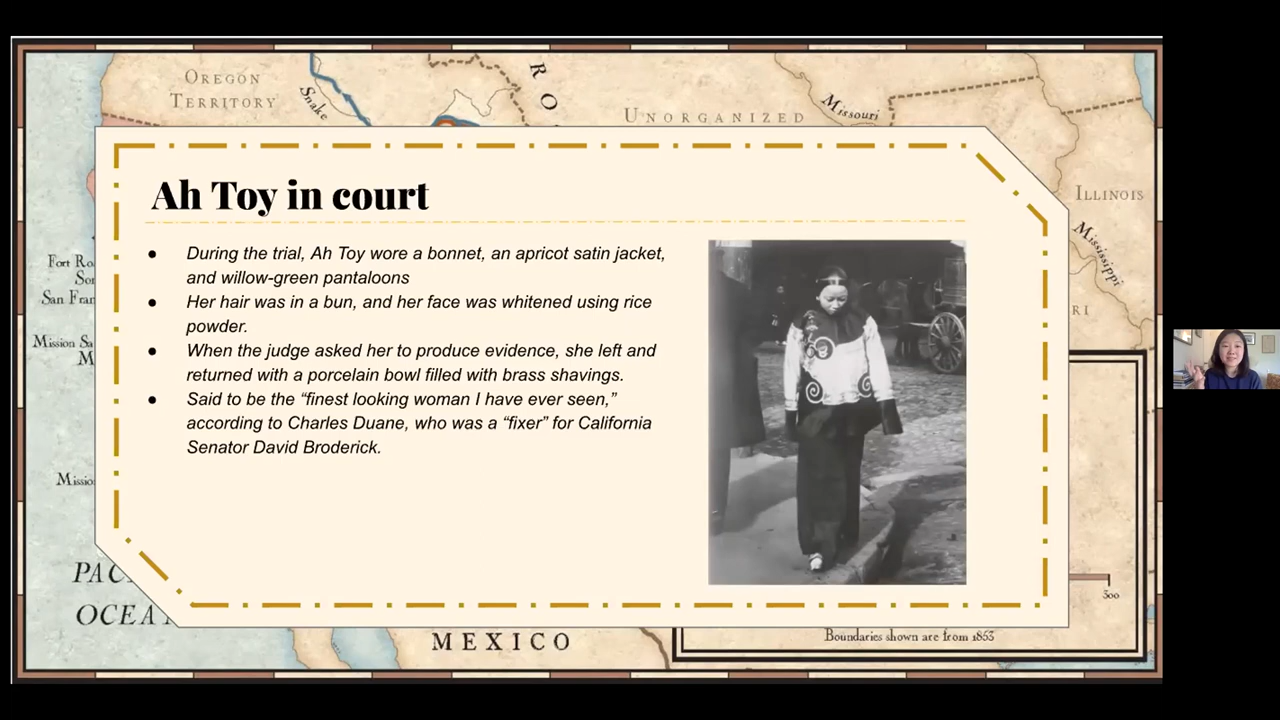 OREGON
TERRITORY
Snake
R O
UNORGANIZED
Missouri
ILLINOIS
Mississippi
Ah Toy in court
● During the trial, Ah Toy wore a bonnet, an apricot satin jacket,
and willow-green pantaloons
● Her hair was in a bun, and her face was whitened using rice
powder.
● When the judge asked her to produce evidence, she left and
returned with a porcelain bowl filled with brass shavings.
● Said to be the “finest looking woman I have ever seen,”
according to Charles Duane, who was a “fixer” for California
Senator David Broderick.
Fort Ro
Son
San Fran
Mission Sa
M
RI
Missio
PAC
OCEA
MEXICO
300
Boundaries shown are from 1853